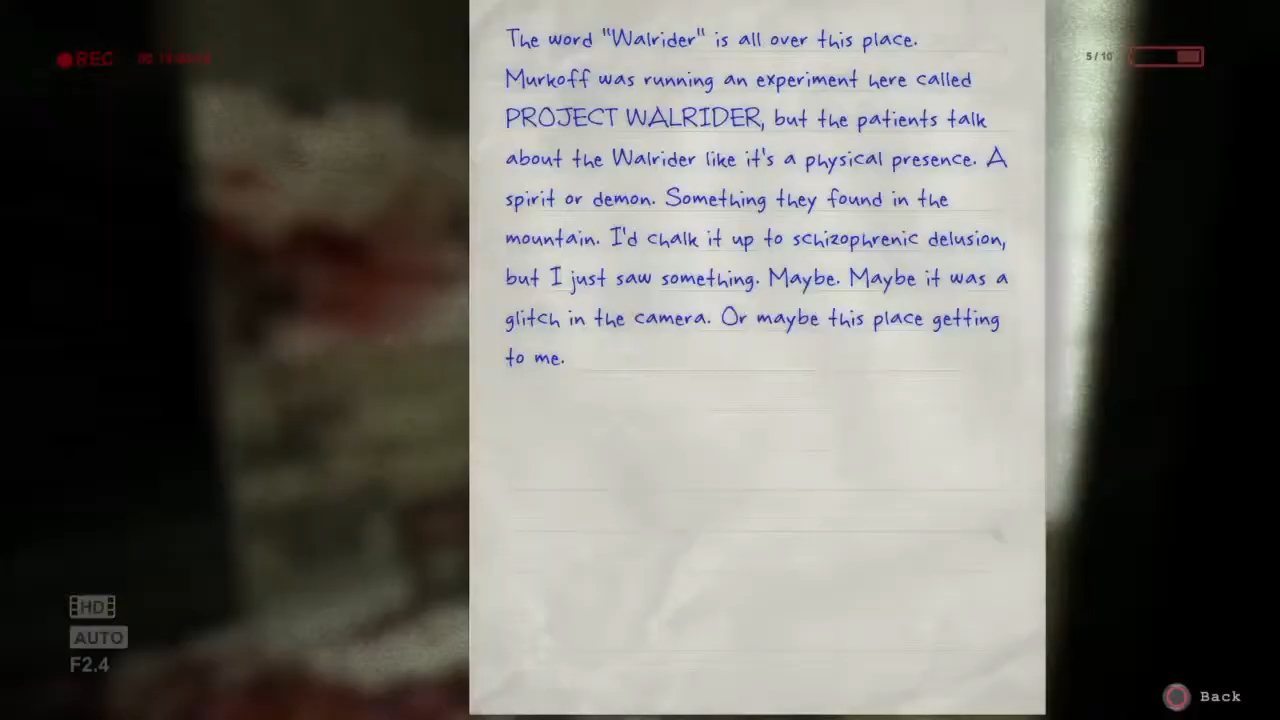 REC
5/10
The word "Walrider" is all over this place.
Murkoff was running an experiment here called
PROJECT WALRIDER, but the patients talk
about the Walrider like it's a physical presence. A
spirit or demon. Something they found in the
mountain. I'd chalk it up to schizophrenic delusion,
but I just saw something. Maybe. Maybe it was a
glitch in the camera. Or maybe this place getting
to me.
HD
AUTO
F2.4
Back